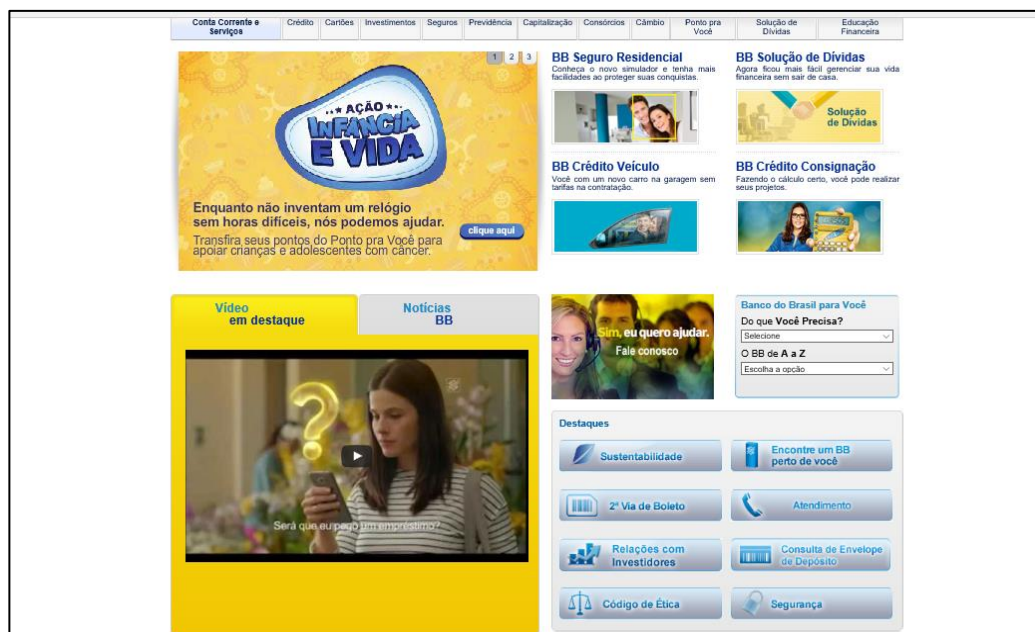 Conta Corrente e
Serviços
Crédito
Cartões
Investimentos
Seguros
Previdência
Capitalização
Consórcios
Câmbio
Ponto pra
Você
Solução de
Dívidas
Educação
Financeira
1 2 3
AÇÃO
INFÂNCIA
E VIDA
Enquanto não inventam um relógio
sem horas difíceis, nós podemos ajudar.
Transfira seus pontos do Ponto pra Você para
apoiar crianças e adolescentes com câncer.
clique aqui
BB Seguro Residencial
Conheça o novo simulador e tenha mais
facilidades ao proteger suas conquistas.
BB Solução de Dívidas
Agora ficou mais fácil gerenciar sua vida
financeira sem sair de casa.
Solução
de Dívidas
BB Crédito Veículo
Você com um novo carro na garagem sem
tarifas na contratação.
BB Crédito Consignação
Fazendo o cálculo certo, você pode realizar
seus projetos.
Vídeo
em destaque
Notícias
BB
Será que eu pago um empréstimo?
Sim, eu quero ajudar.
Fale conosco
Banco do Brasil para Você
Do que Você Precisa?
Selecione
O BB de A a Z
Escolha a opção
Destaques
Sustentabilidade
Encontre um BB
perto de você
2ª Via de Boleto
Atendimento
Relações com
Investidores
Consulta de Envelope
de Depósito
Código de Ética
Segurança